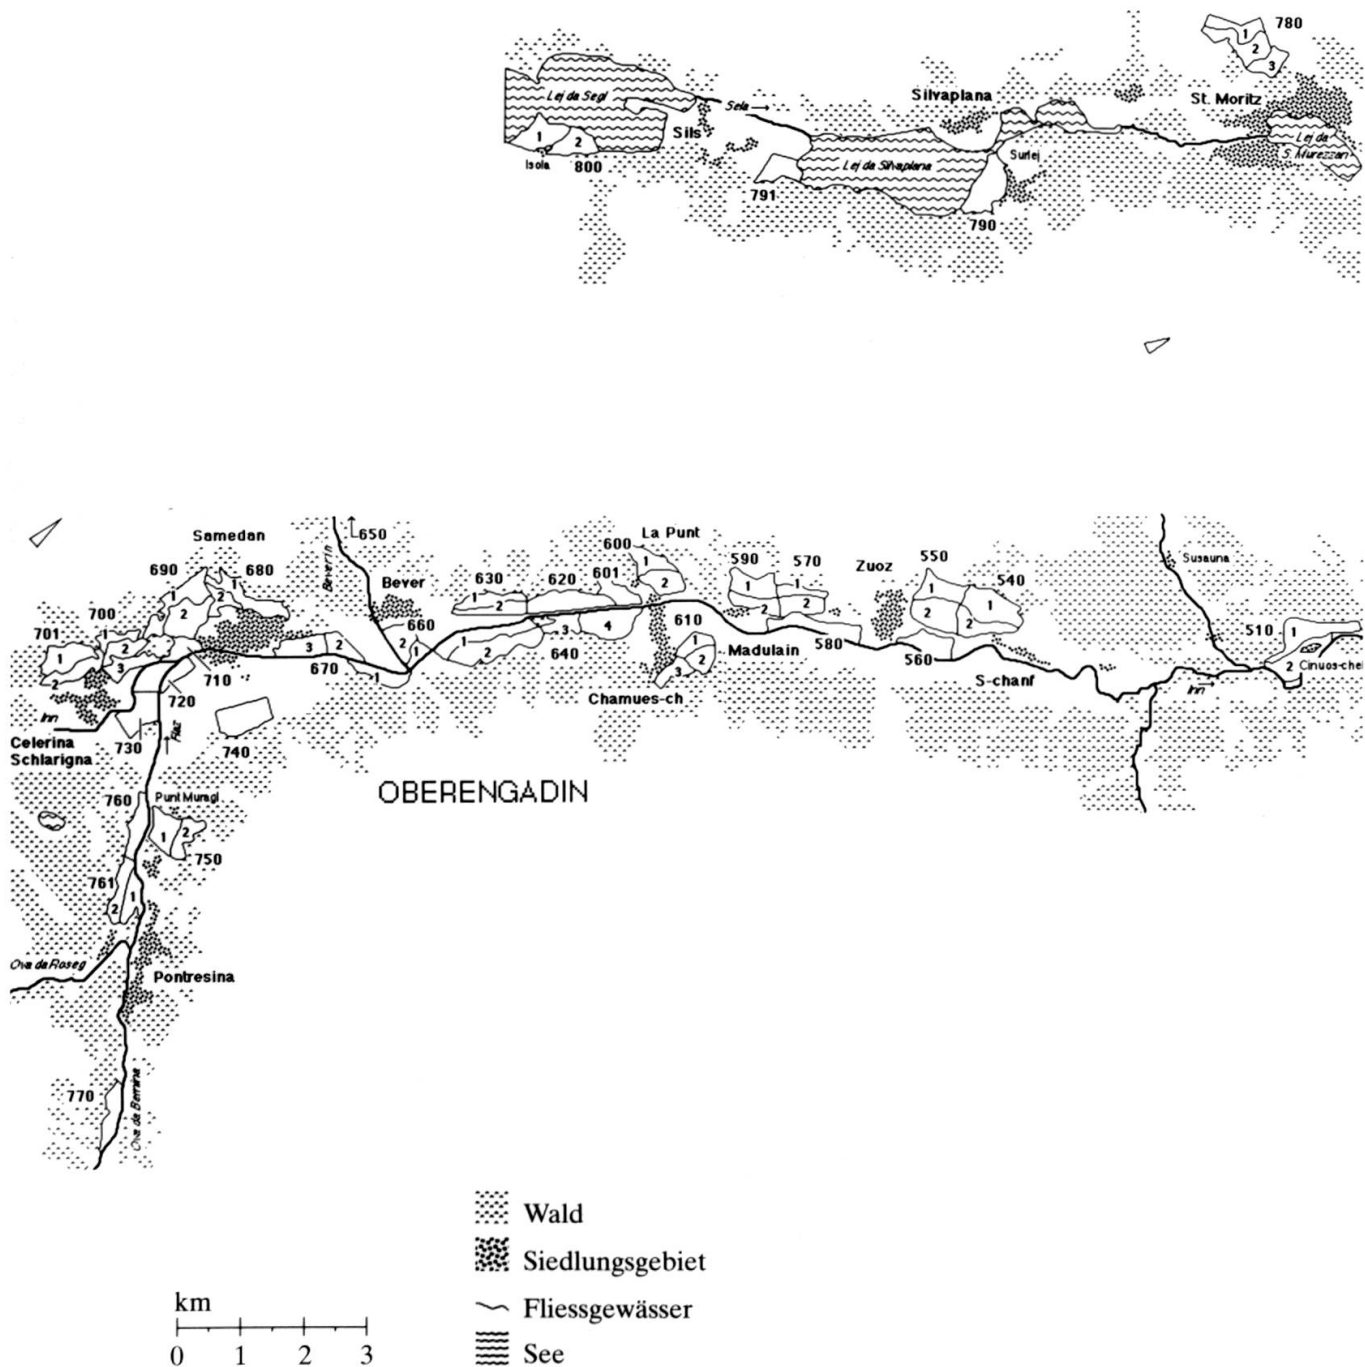 780
1
2
3
Silvaplana
St. Moritz
Lej da Segl
Sela →
Sils
1
2
Isola
800
Lej da Silvaplana
Surlej
Lej da
S. Murezzan
791
790
Samedan
650
La Punt
600
590
570
Zuoz
550
540
Susauna
690
680
Beverin
Bever
630
620
601
1
2
1
2
1
2
1
2
1
2
1
2
1
2
700
701
1
2
3
1
2
660
2
1
1
2
3
4
640
610
1
2
3
Madulain
580
560
S-chanf
510
1
2
Cinuos-chel
Inn
3
2
670
1
710
720
730
740
Flaz
Inn
Celerina
Schlarigna
Chamues-ch
OBERENGADIN
760
Punt Muragl
1
2
750
761
1
2
Ova da Roseg
Pontresina
770
Ova da Bernina
Wald
Siedlungsgebiet
Fliessgewässer
See
km
0 1 2 3